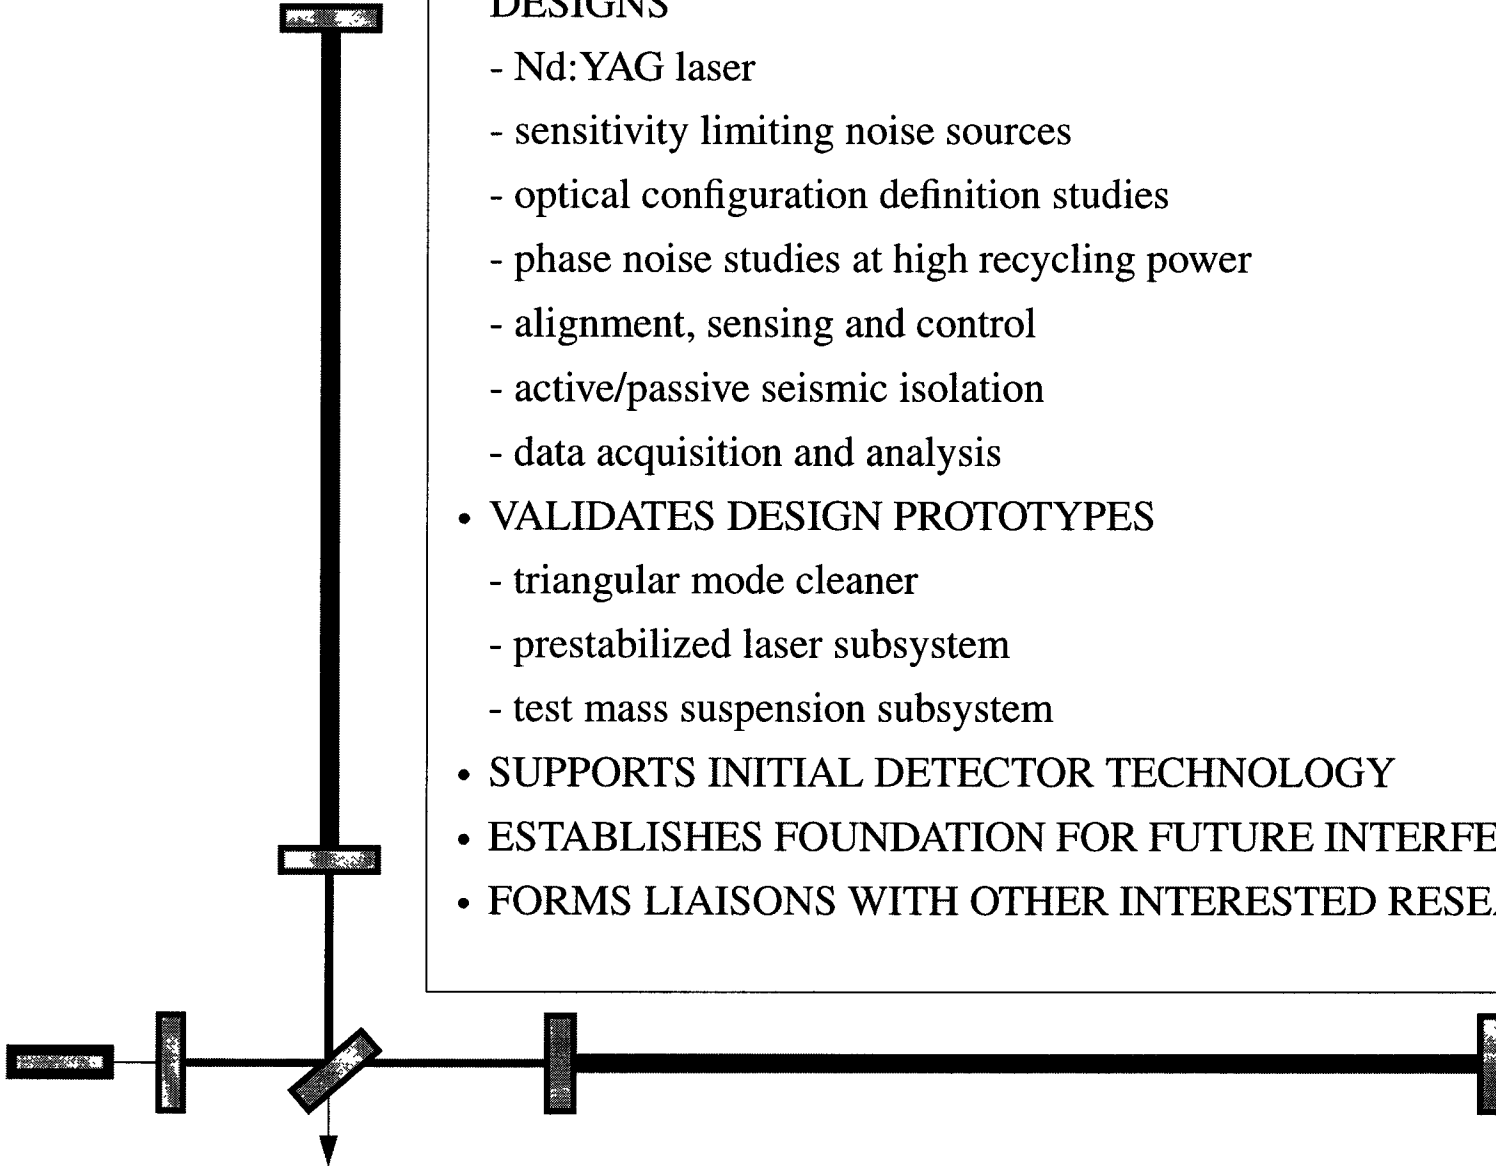 DESIGNS
- Nd:YAG laser
- sensitivity limiting noise sources
- optical configuration definition studies
- phase noise studies at high recycling power
- alignment, sensing and control
- active/passive seismic isolation
- data acquisition and analysis
• VALIDATES DESIGN PROTOTYPES
- triangular mode cleaner
- prestabilized laser subsystem
- test mass suspension subsystem
• SUPPORTS INITIAL DETECTOR TECHNOLOGY
• ESTABLISHES FOUNDATION FOR FUTURE INTERFE
• FORMS LIAISONS WITH OTHER INTERESTED RESEA